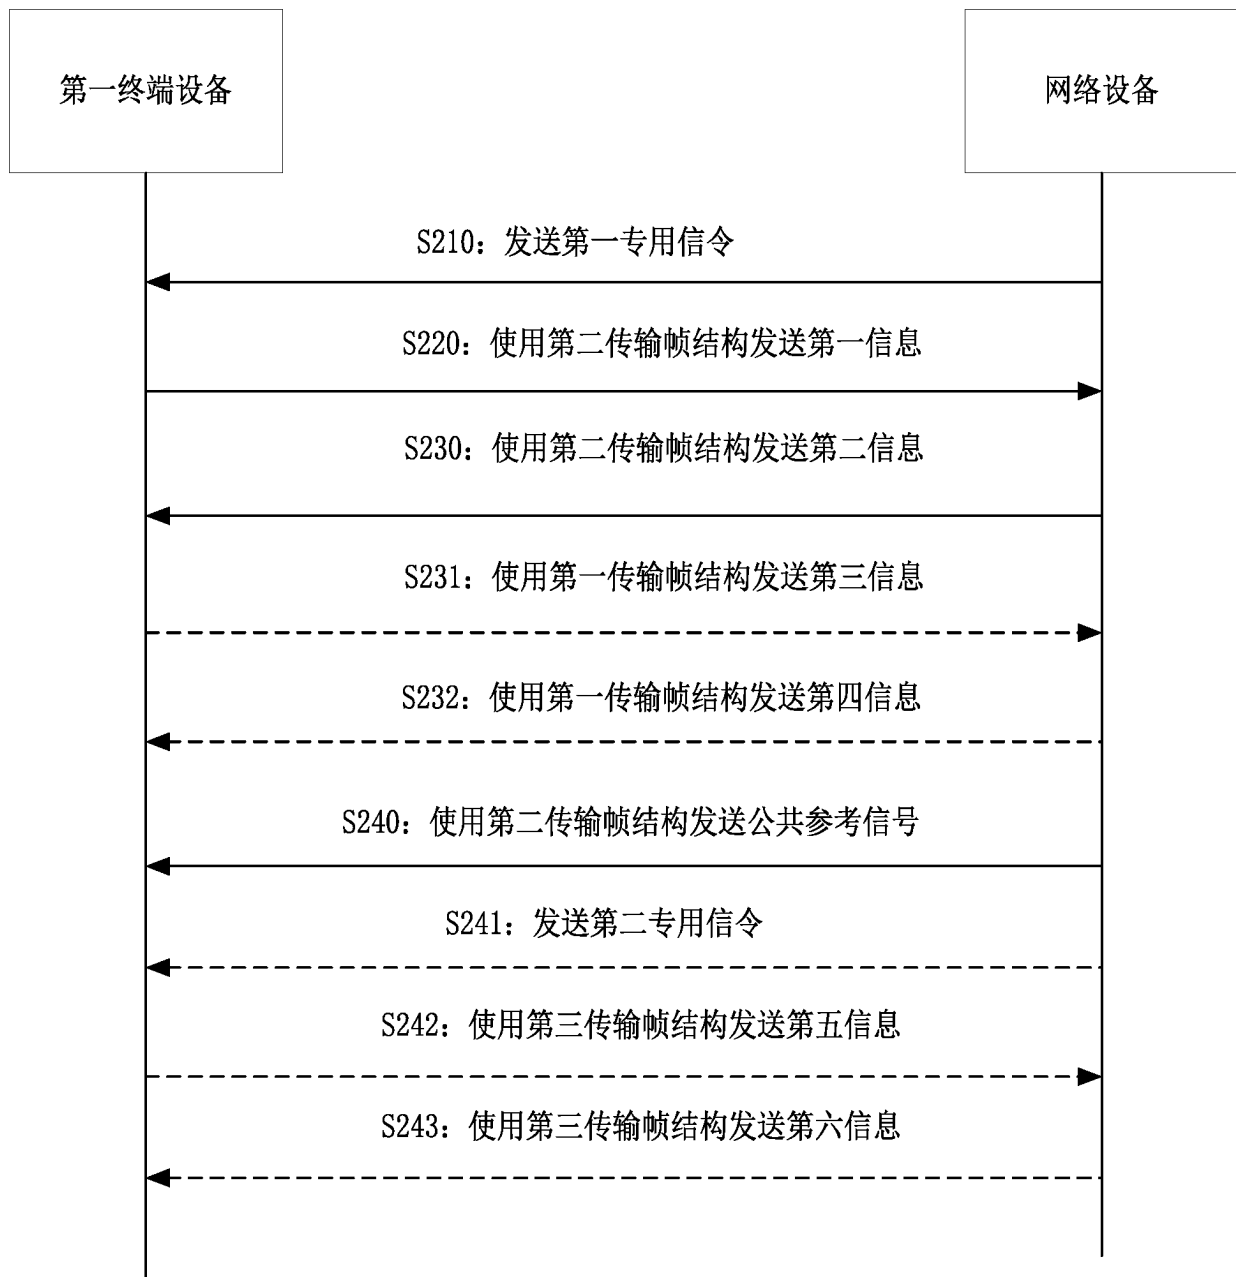 第一终端设备
网络设备
S210：发送第一专用信令
S220：使用第二传输帧结构发送第一信息
S230：使用第二传输帧结构发送第二信息
S231：使用第一传输帧结构发送第三信息
S232：使用第一传输帧结构发送第四信息
S240：使用第二传输帧结构发送公共参考信号
S241：发送第二专用信令
S242：使用第三传输帧结构发送第五信息
S243：使用第三传输帧结构发送第六信息